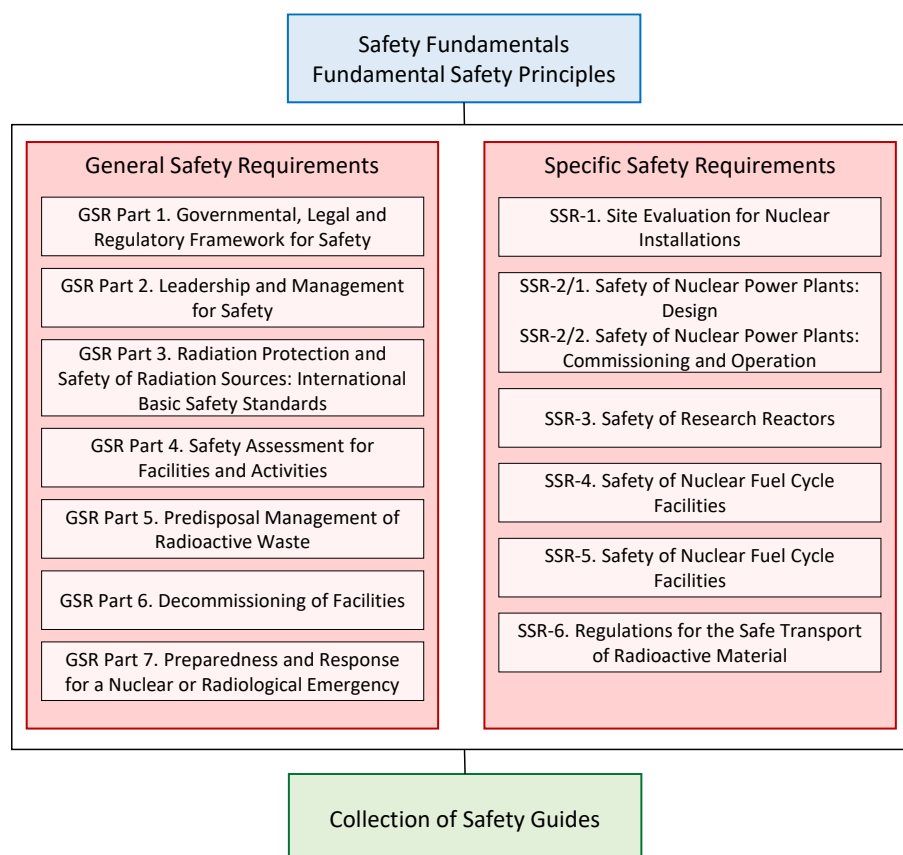 Safety Fundamentals
Fundamental Safety Principles
General Safety Requirements
GSR Part 1. Governmental, Legal and
Regulatory Framework for Safety
GSR Part 2. Leadership and Management
for Safety
GSR Part 3. Radiation Protection and
Safety of Radiation Sources: International
Basic Safety Standards
GSR Part 4. Safety Assessment for
Facilities and Activities
GSR Part 5. Predisposal Management of
Radioactive Waste
GSR Part 6. Decommissioning of Facilities
GSR Part 7. Preparedness and Response
for a Nuclear or Radiological Emergency
Specific Safety Requirements
SSR-1. Site Evaluation for Nuclear
Installations
SSR-2/1. Safety of Nuclear Power Plants:
Design
SSR-2/2. Safety of Nuclear Power Plants:
Commissioning and Operation
SSR-3. Safety of Research Reactors
SSR-4. Safety of Nuclear Fuel Cycle
Facilities
SSR-5. Safety of Nuclear Fuel Cycle
Facilities
SSR-6. Regulations for the Safe Transport
of Radioactive Material
Collection of Safety Guides